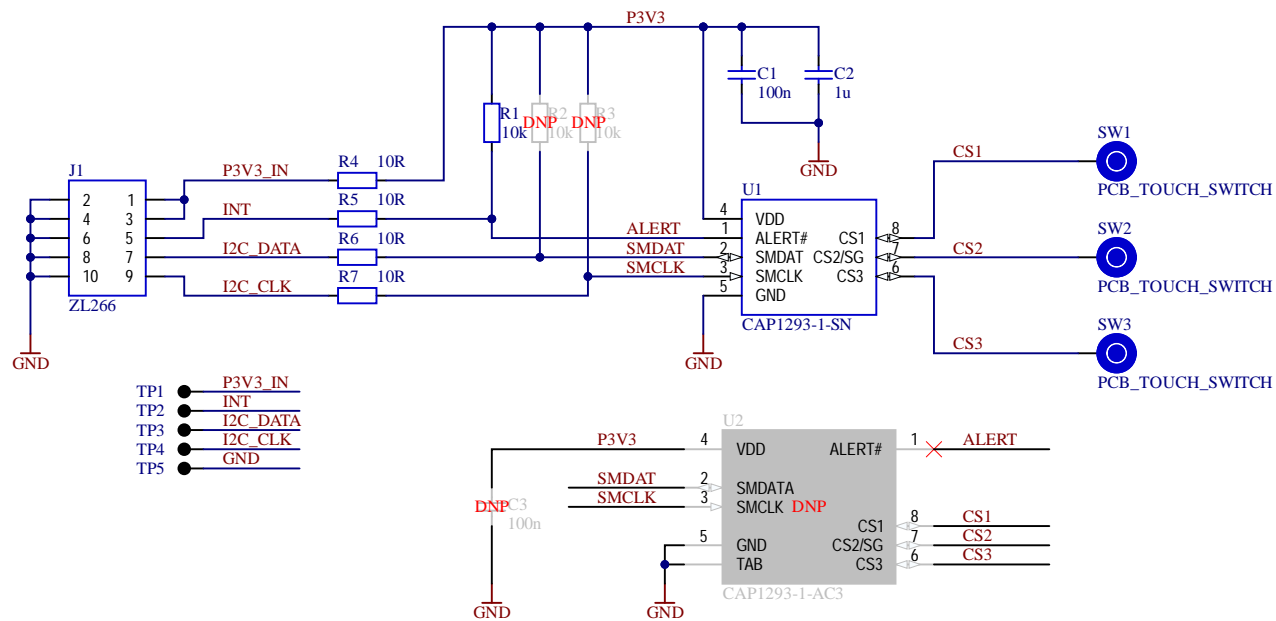 P3V3
C1
100n
C2
1u
GND
R1
10k
R2
DNP
10k
R3
DNP
10k
J1
2 1
4 3
6 5
8 7
10 9
ZL266
GND
P3V3_IN
INT
I2C_DATA
I2C_CLK
R4 10R
R5 10R
R6 10R
R7 10R
ALERT
SMDAT
SMCLK
U1
4 VDD
1 ALERT# CS1 8
2 SMDAT CS2/SG 7
3 SMCLK CS3 6
5 GND
CAP1293-1-SN
GND
CS1
CS2
CS3
SW1
PCB_TOUCH_SWITCH
SW2
PCB_TOUCH_SWITCH
SW3
PCB_TOUCH_SWITCH
TP1 P3V3_IN
TP2 INT
TP3 I2C_DATA
TP4 I2C_CLK
TP5 GND
P3V3
SMDAT
SMCLK
DNP
C3
100n
GND
GND
U2
4 VDD ALERT# 1 ALERT
2 SMDATA
3 SMCLK DNP
CS1 8 CS1
5 GND CS2/SG 7 CS2
TAB CS3 6 CS3
CAP1293-1-AC3